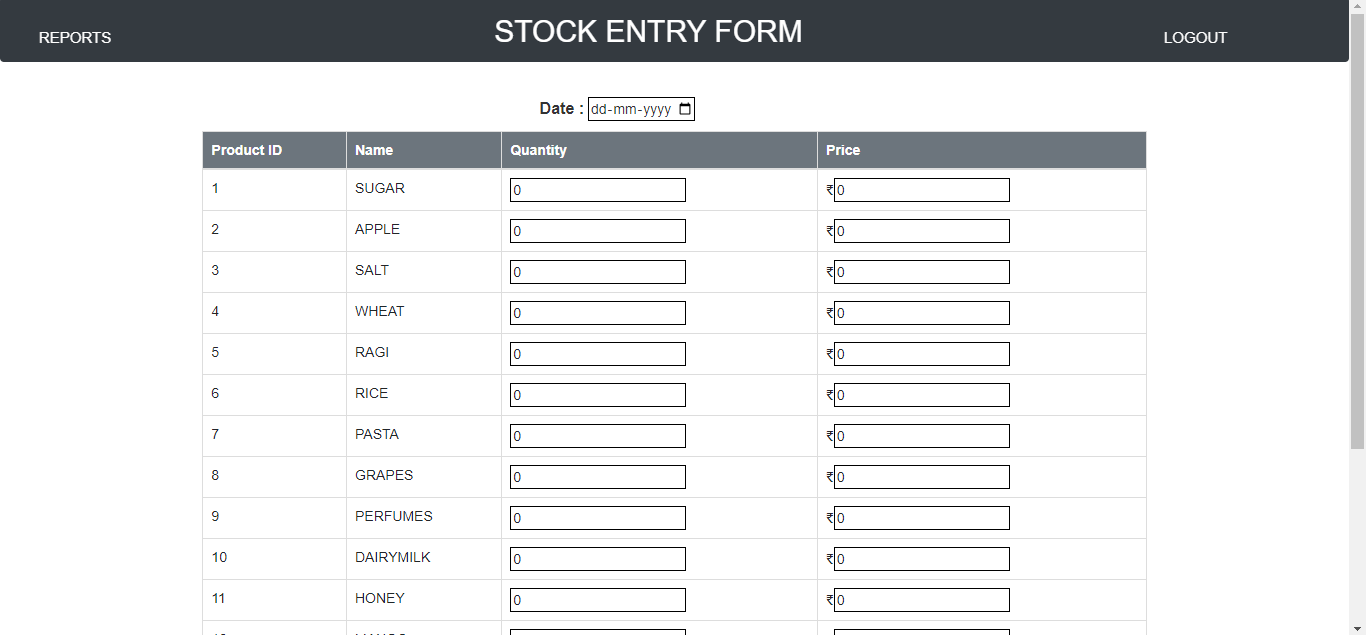 REPORTS STOCK ENTRY FORM LOGOUT
Date : dd-mm-yyyy
Product ID Name Quantity Price
1 SUGAR 0 ₹0
2 APPLE 0 ₹0
3 SALT 0 ₹0
4 WHEAT 0 ₹0
5 RAGI 0 ₹0
6 RICE 0 ₹0
7 PASTA 0 ₹0
8 GRAPES 0 ₹0
9 PERFUMES 0 ₹0
10 DAIRYMILK 0 ₹0
11 HONEY 0 ₹0